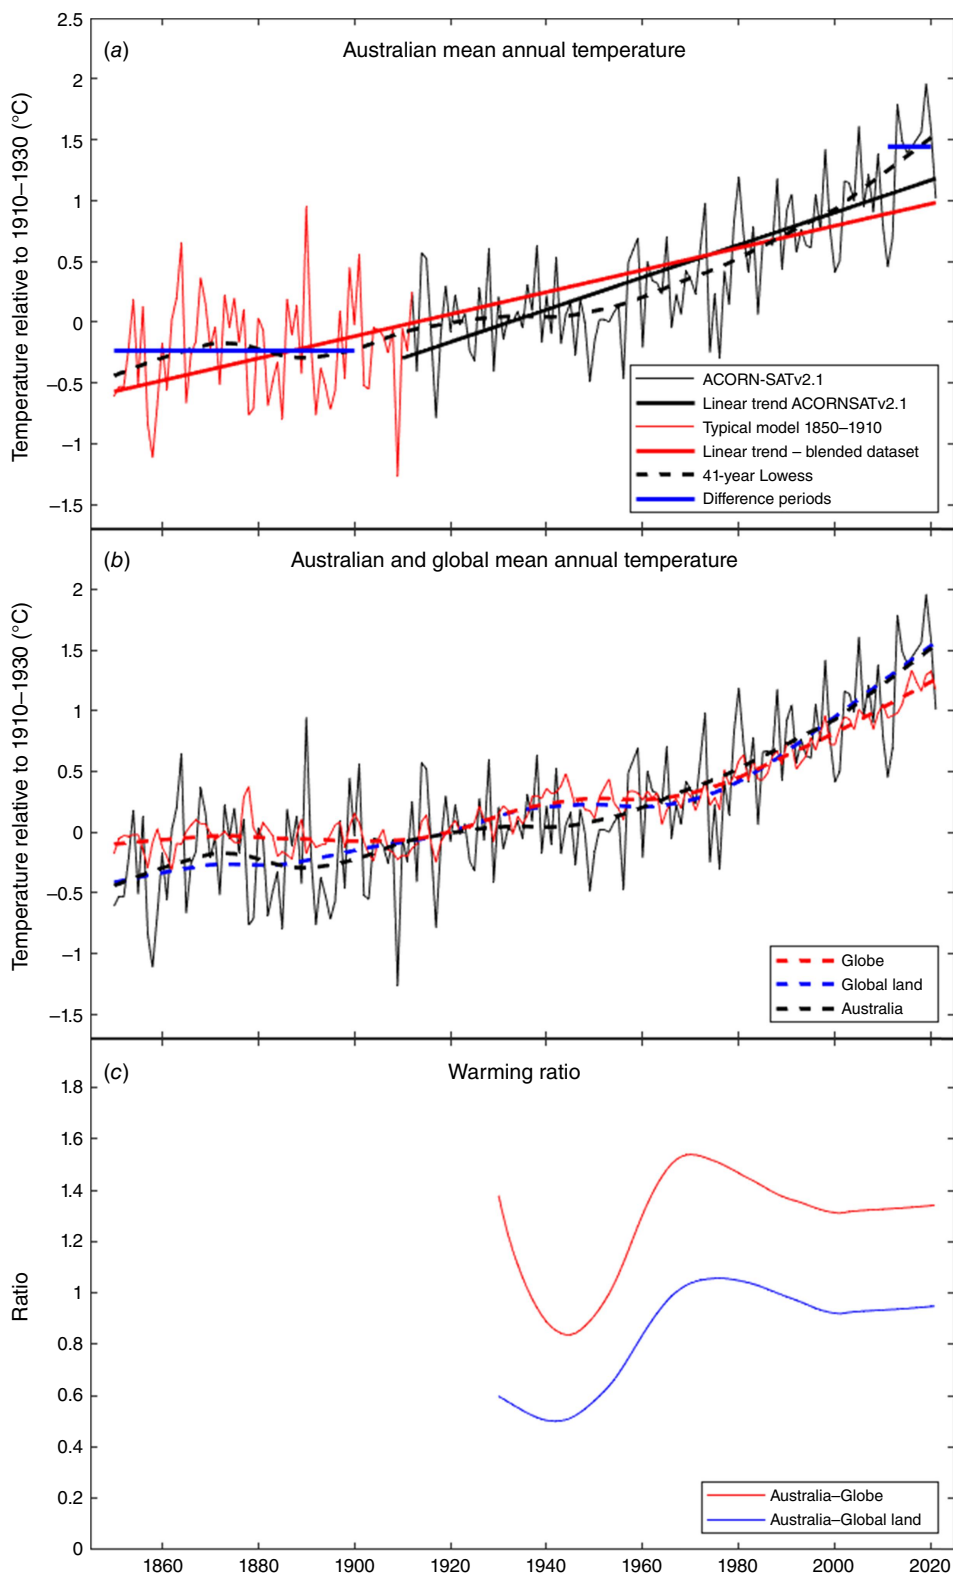 (a) Australian mean annual temperature
Temperature relative to 1910–1930 (°C)
2.5
2
1.5
1
0.5
0
−0.5
−1
−1.5
ACORN-SATv2.1
Linear trend ACORNSATv2.1
Typical model 1850–1910
Linear trend – blended dataset
41-year Lowess
Difference periods
(b) Australian and global mean annual temperature
Temperature relative to 1910–1930 (°C)
2
1.5
1
0.5
0
−0.5
−1
−1.5
Globe
Global land
Australia
(c) Warming ratio
Ratio
1.8
1.6
1.4
1.2
1
0.8
0.6
0.4
0.2
0
Australia–Globe
Australia–Global land
1860 1880 1900 1920 1940 1960 1980 2000 2020